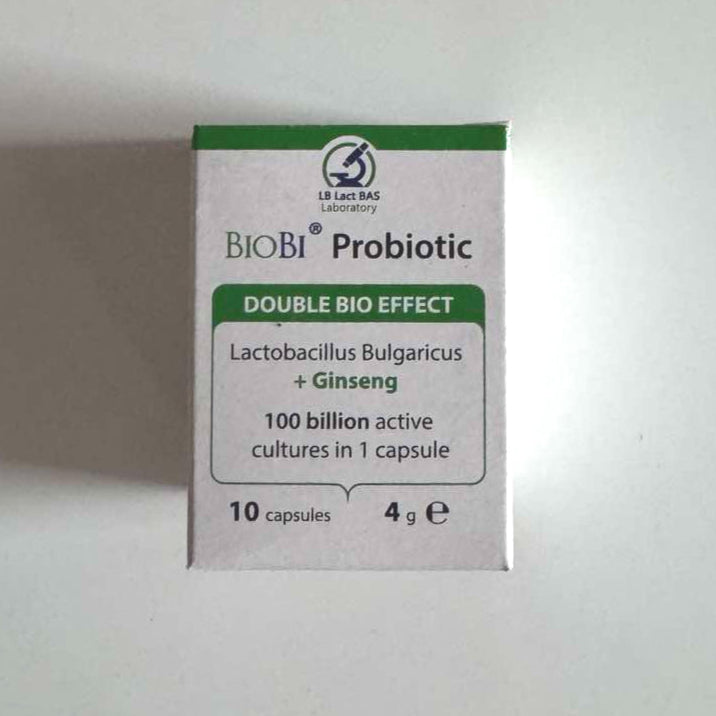 LB Lact BAS
Laboratory
BIOBI® Probiotic
DOUBLE BIO EFFECT
Lactobacillus Bulgaricus
+ Ginseng
100 billion active
cultures in 1 capsule
10 capsules 4 g ℮